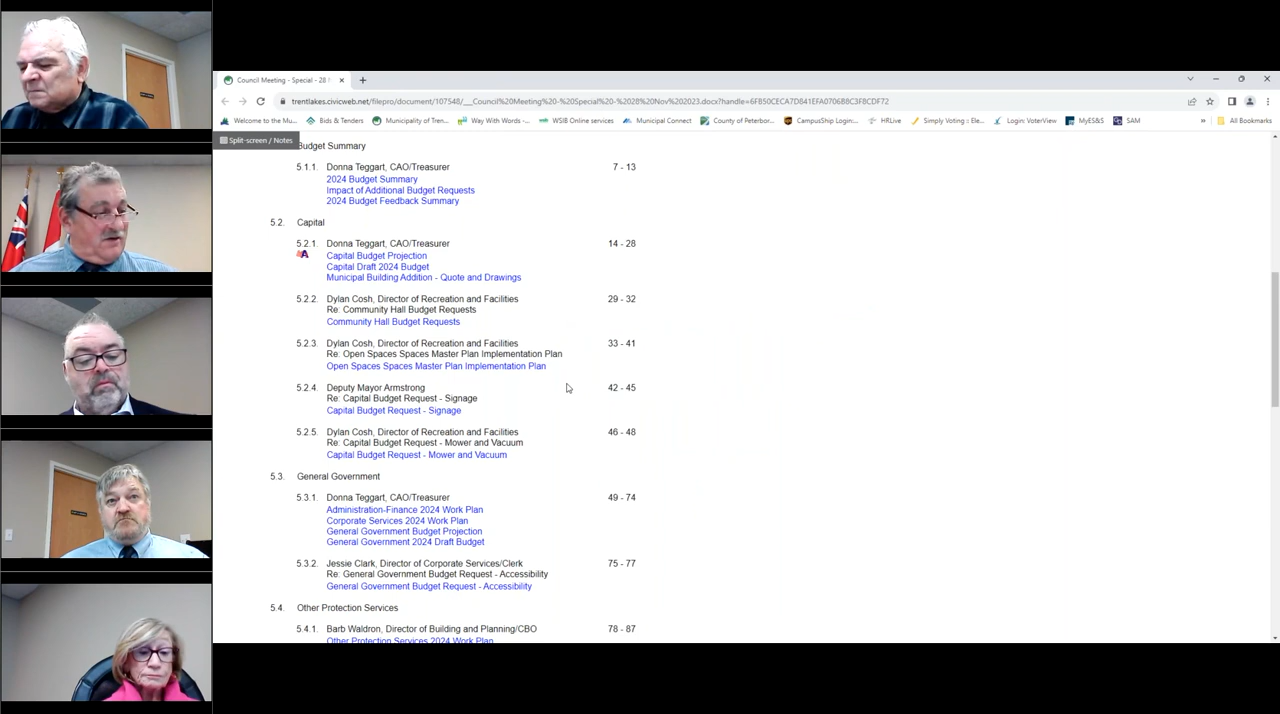 Council Meeting - Special - 28
trentlakes.civicweb.net/filepro/document/107548/__Council%20Meeting%20-%20Special%20-%2028%20Nov%202023.docx?handle=6FB50CECA7D841EFA0706B8C3F8CDF72
Welcome to the Mu... Bids & Tenders Municipality of Tren... Way With Words -... WSIB Online services Municipal Connect County of Peterbor... CampusShip Login:... HRLive Simply Voting : Ele... Login: VoterView MyES&S SAM » All Bookmarks
Split-screen / Notes
Budget Summary
5.1.1. Donna Teggart, CAO/Treasurer 7 - 13
2024 Budget Summary
Impact of Additional Budget Requests
2024 Budget Feedback Summary
5.2. Capital
5.2.1. Donna Teggart, CAO/Treasurer 14 - 28
Capital Budget Projection
Capital Draft 2024 Budget
Municipal Building Addition - Quote and Drawings
5.2.2. Dylan Cosh, Director of Recreation and Facilities 29 - 32
Re: Community Hall Budget Requests
Community Hall Budget Requests
5.2.3. Dylan Cosh, Director of Recreation and Facilities 33 - 41
Re: Open Spaces Spaces Master Plan Implementation Plan
Open Spaces Spaces Master Plan Implementation Plan
5.2.4. Deputy Mayor Armstrong 42 - 45
Re: Capital Budget Request - Signage
Capital Budget Request - Signage
5.2.5. Dylan Cosh, Director of Recreation and Facilities 46 - 48
Re: Capital Budget Request - Mower and Vacuum
Capital Budget Request - Mower and Vacuum
5.3. General Government
5.3.1. Donna Teggart, CAO/Treasurer 49 - 74
Administration-Finance 2024 Work Plan
Corporate Services 2024 Work Plan
General Government Budget Projection
General Government 2024 Draft Budget
5.3.2. Jessie Clark, Director of Corporate Services/Clerk 75 - 77
Re: General Government Budget Request - Accessibility
General Government Budget Request - Accessibility
5.4. Other Protection Services
5.4.1. Barb Waldron, Director of Building and Planning/CBO 78 - 87
Other Protection Services 2024 Work Plan